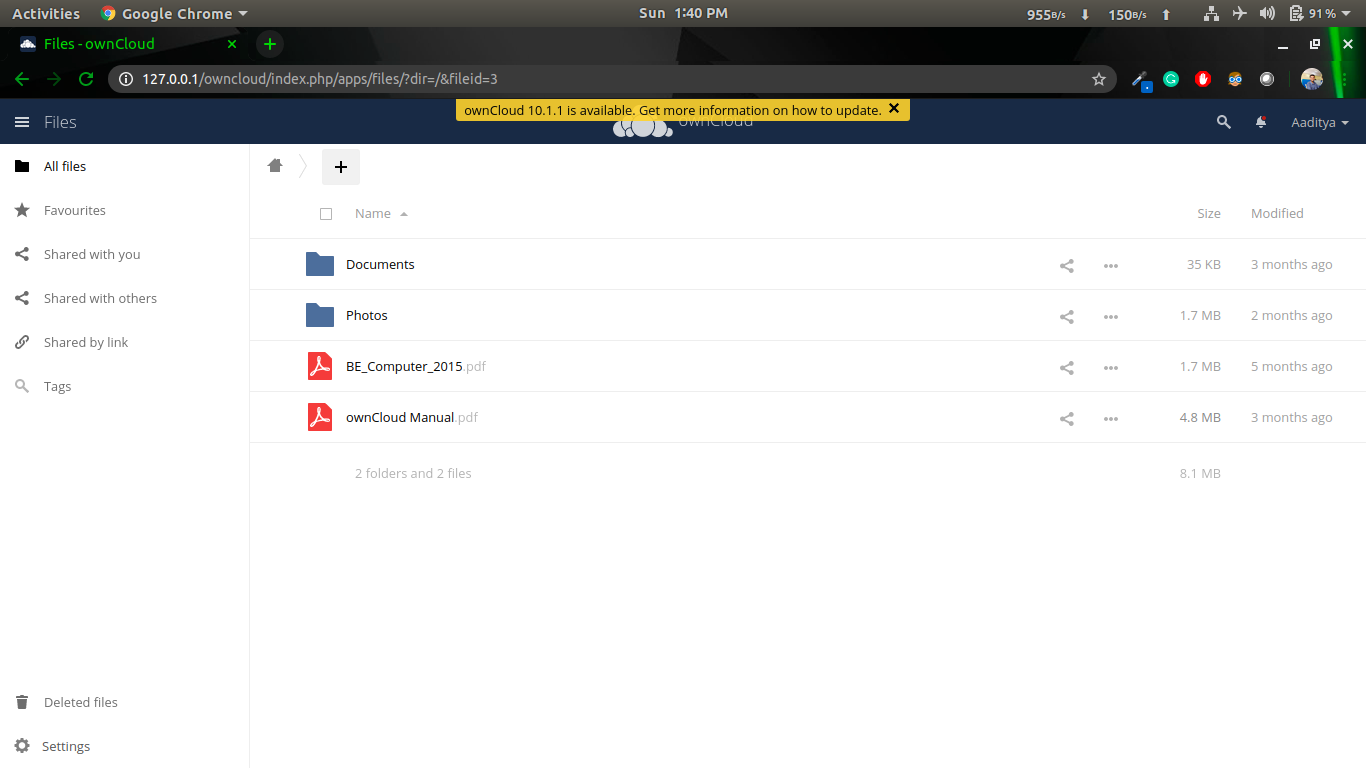 Activities Google Chrome Sun 1:40 PM 955B/s 150B/s 91%
Files - ownCloud
127.0.0.1/owncloud/index.php/apps/files/?dir=/&fileid=3
ownCloud 10.1.1 is available. Get more information on how to update.
Files ownCloud Aaditya
All files
Favourites
Shared with you
Shared with others
Shared by link
Tags
Deleted files
Settings
Name Size Modified
Documents 35 KB 3 months ago
Photos 1.7 MB 2 months ago
BE_Computer_2015.pdf 1.7 MB 5 months ago
ownCloud Manual.pdf 4.8 MB 3 months ago
2 folders and 2 files 8.1 MB